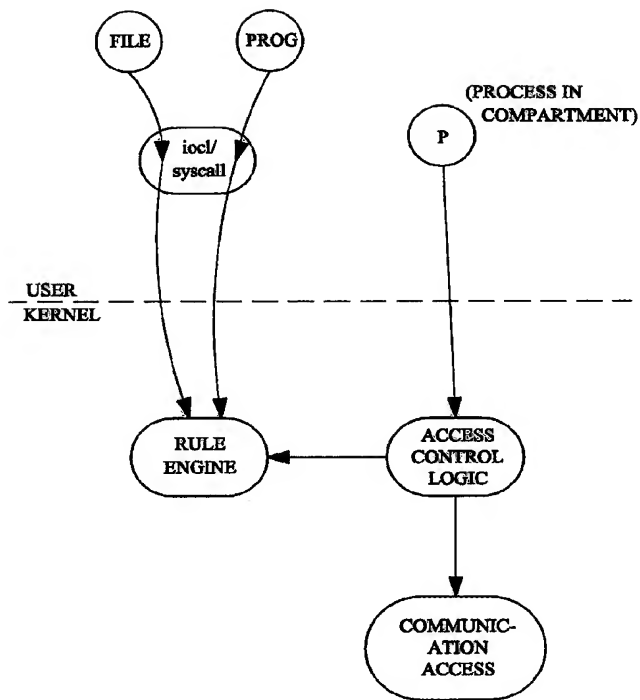 FILE
PROG
(PROCESS IN
COMPARTMENT)
P
iocl/
syscall
USER
KERNEL
RULE
ENGINE
ACCESS
CONTROL
LOGIC
COMMUNIC-
ATION
ACCESS